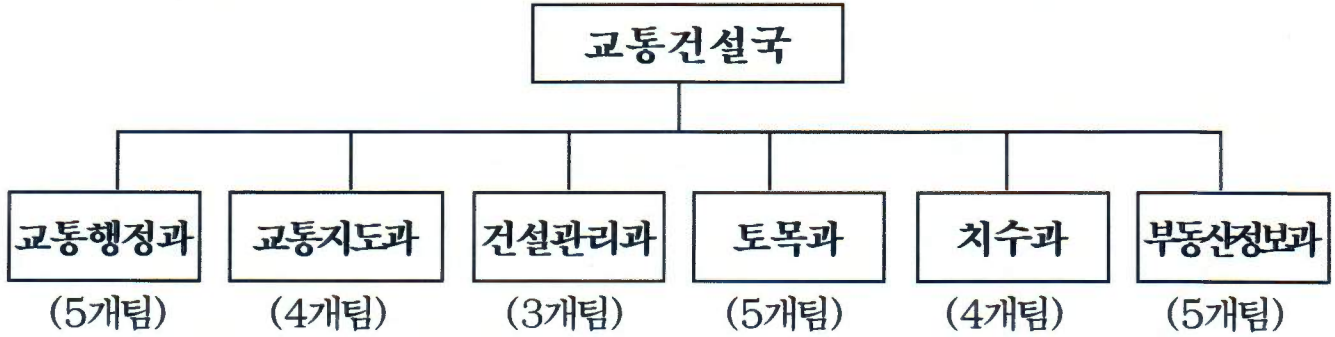 교통건설국
교통행정과 교통지도과 건설관리과 토목과 치수과 부동산정보과
(5개팀) (4개팀) (3개팀) (5개팀) (4개팀) (5개팀)